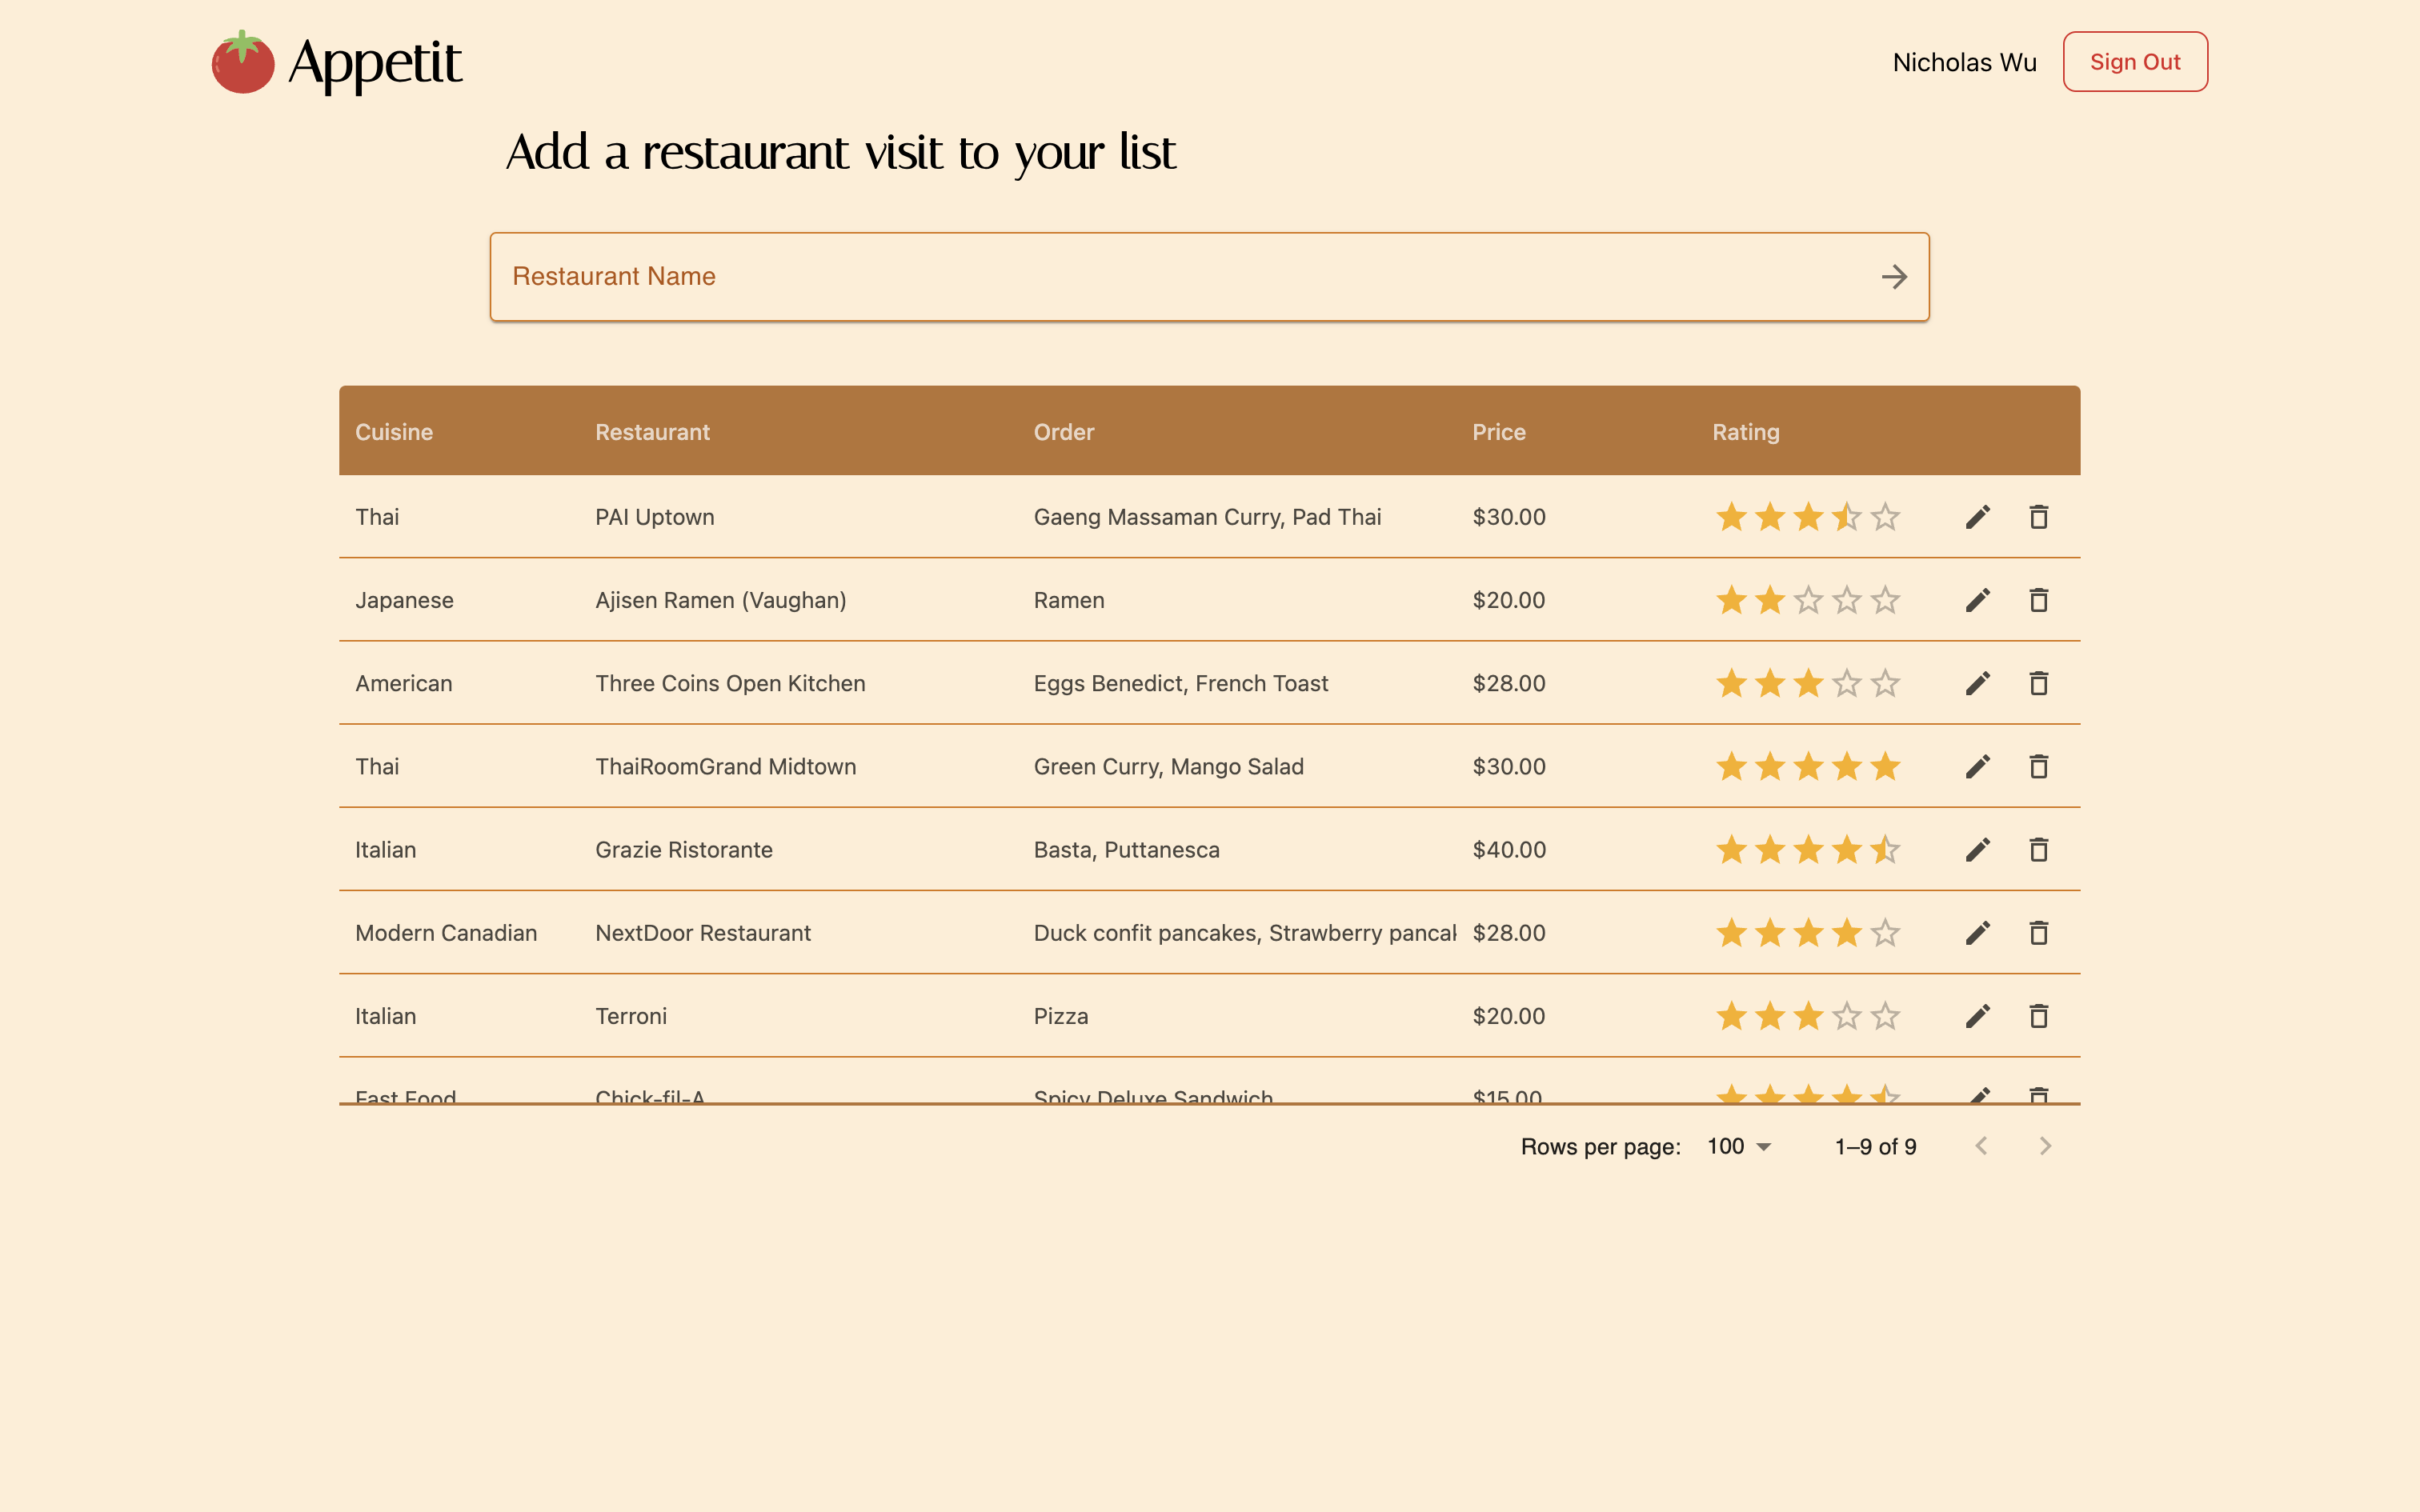 Appetit
Nicholas Wu Sign Out
Add a restaurant visit to your list
Restaurant Name
Cuisine Restaurant Order Price Rating
Thai PAI Uptown Gaeng Massaman Curry, Pad Thai $30.00
Japanese Ajisen Ramen (Vaughan) Ramen $20.00
American Three Coins Open Kitchen Eggs Benedict, French Toast $28.00
Thai ThaiRoomGrand Midtown Green Curry, Mango Salad $30.00
Italian Grazie Ristorante Basta, Puttanesca $40.00
Modern Canadian NextDoor Restaurant Duck confit pancakes, Strawberry pancak $28.00
Italian Terroni Pizza $20.00
Fast Food Chick-fil-A Spicy Deluxe Sandwich $15.00
Rows per page: 100 1–9 of 9